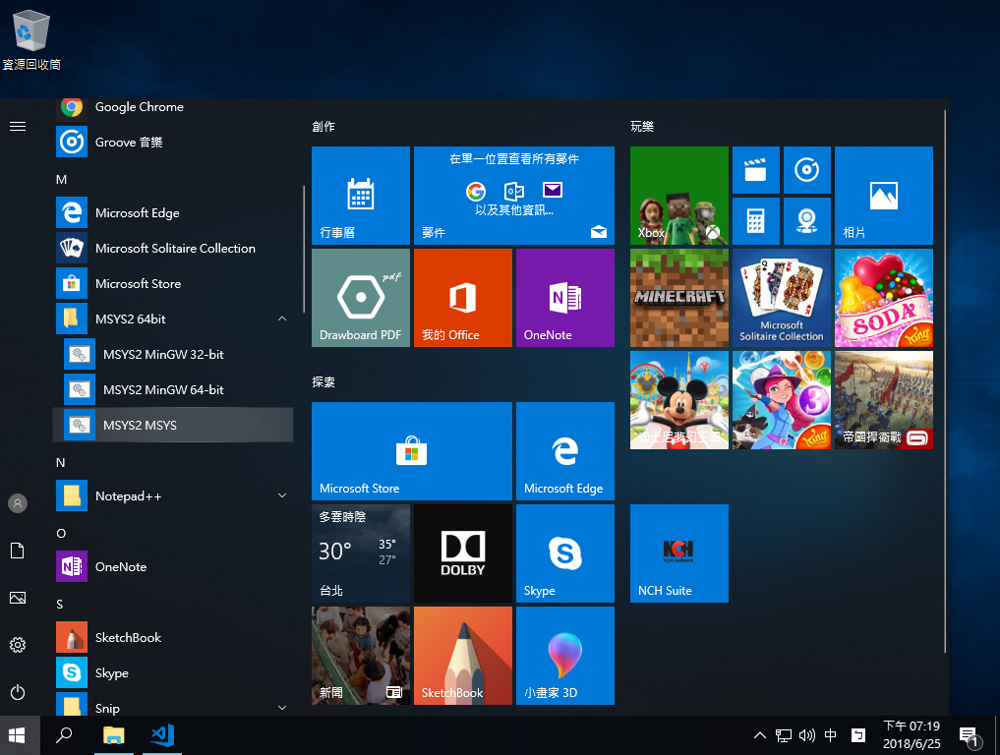 資源回收筒
Google Chrome
Groove 音樂
M
Microsoft Edge
Microsoft Solitaire Collection
Microsoft Store
MSYS2 64bit
MSYS2 MinGW 32-bit
MSYS2 MinGW 64-bit
MSYS2 MSYS
N
Notepad++
O
OneNote
S
SketchBook
Skype
Snip
創作
行事曆
在單一位置查看所有郵件
以及其他資訊...
郵件
pdf
Drawboard PDF
我的 Office
OneNote
探索
Microsoft Store
Microsoft Edge
多雲時陰
30°
35°
27°
台北
DOLBY
Skype
新聞
SketchBook
小畫家 3D
玩樂
Xbox
相片
MINECRAFT
Microsoft
Solitaire Collection
SODA
king
迪士尼夢幻王國
3
king
帝國捍衛戰
NCH
NCH Software
NCH Suite
中
下午 07:19
2018/6/25
1